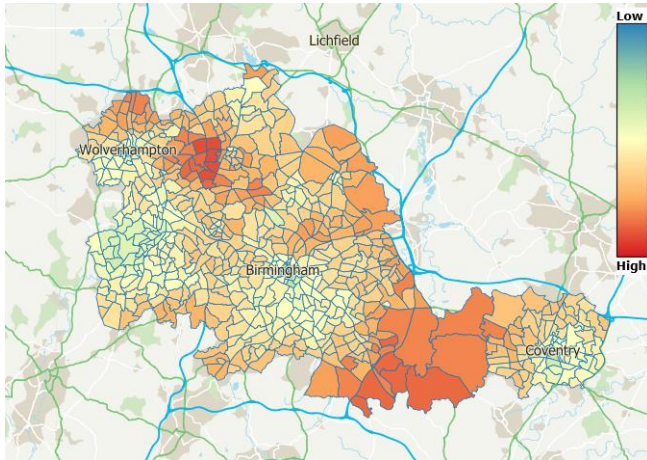 Low
Lichfield
Wolverhampton
High
Birmingham
Coventry